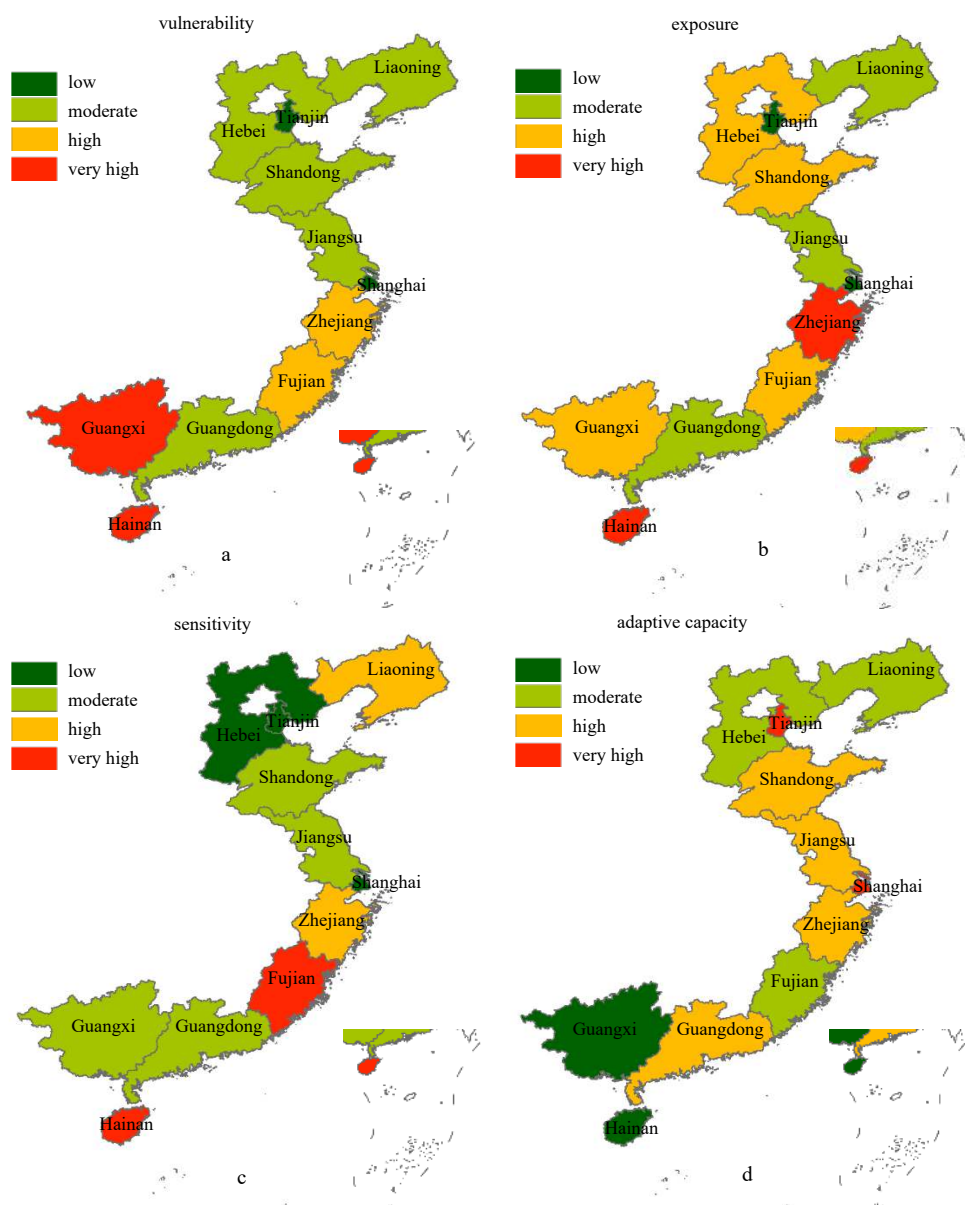 vulnerability
low
moderate
high
very high
Liaoning
Tianjin
Hebei
Shandong
Jiangsu
Shanghai
Zhejiang
Fujian
Guangxi
Guangdong
Hainan
a
exposure
low
moderate
high
very high
Liaoning
Tianjin
Hebei
Shandong
Jiangsu
Shanghai
Zhejiang
Fujian
Guangxi
Guangdong
Hainan
b
sensitivity
low
moderate
high
very high
Liaoning
Tianjin
Hebei
Shandong
Jiangsu
Shanghai
Zhejiang
Fujian
Guangxi
Guangdong
Hainan
c
adaptive capacity
low
moderate
high
very high
Liaoning
Tianjin
Hebei
Shandong
Jiangsu
Shanghai
Zhejiang
Fujian
Guangxi
Guangdong
Hainan
d